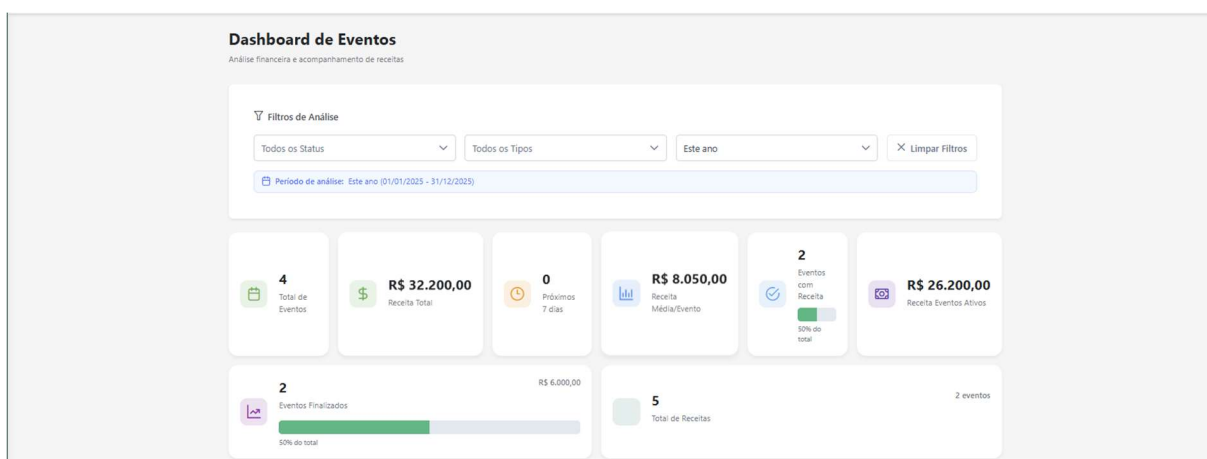 Dashboard de Eventos
Análise financeira e acompanhamento de receitas
Filtros de Análise
Todos os Status
Todos os Tipos
Este ano
Limpar Filtros
Período de análise: Este ano (01/01/2025 - 31/12/2025)
4
Total de
Eventos
R$ 32.200,00
Receita Total
0
Próximos
7 dias
R$ 8.050,00
Receita
Média/Evento
2
Eventos
com
Receita
50% do
total
R$ 26.200,00
Receita Eventos Ativos
2
Eventos Finalizados
R$ 6.000,00
50% do total
5
Total de Receitas
2 eventos